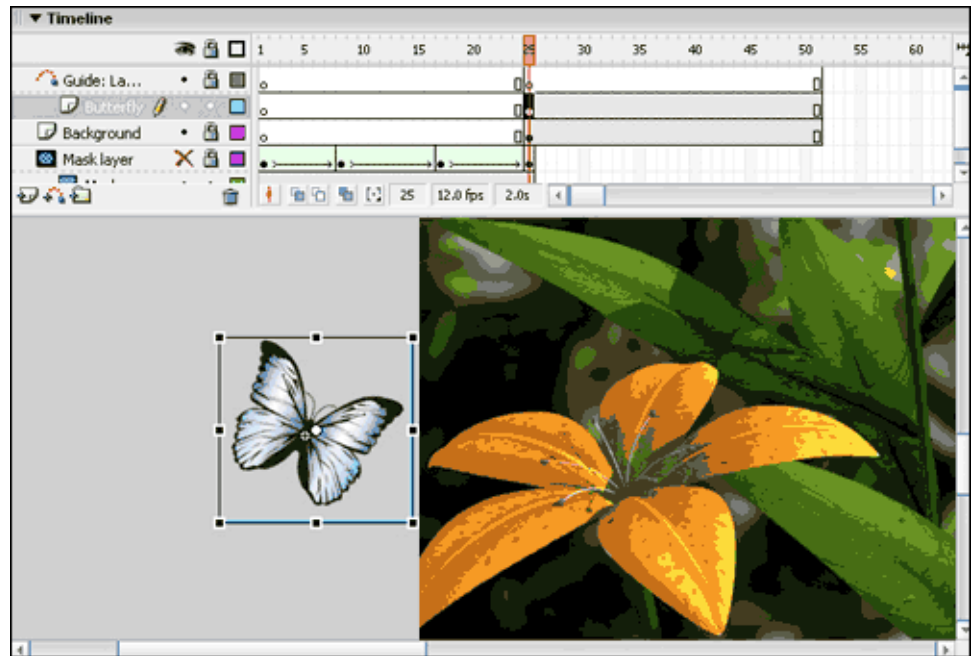 Timeline
1 5 10 15 20 25 30 35 40 45 50 55 60
Guide: La...
Butterfly
Background
Mask layer
25 12.0 fps 2.0s